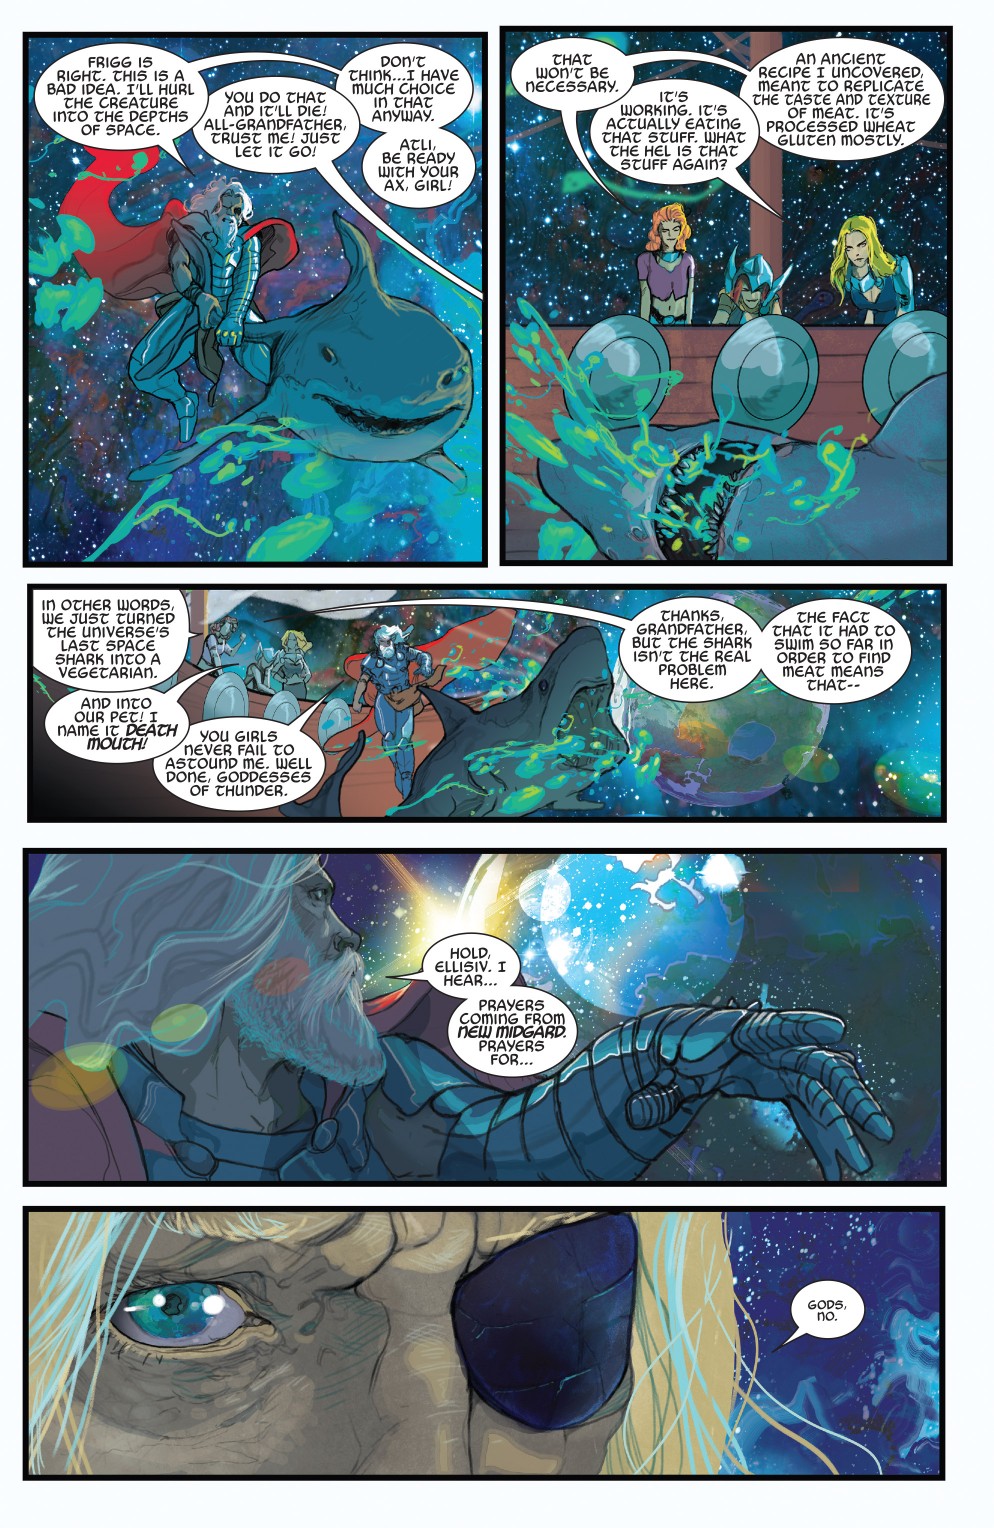 FRIGG IS
RIGHT. THIS IS A
BAD IDEA. I'LL HURL
THE CREATURE
INTO THE DEPTHS
OF SPACE.
YOU DO THAT
AND IT'LL DIE!
ALL-GRANDFATHER,
TRUST ME! JUST
LET IT GO!
DON'T
THINK...I HAVE
MUCH CHOICE
IN THAT
ANYWAY.
ATLI,
BE READY
WITH YOUR
AX, GIRL!
THAT
WON'T BE
NECESSARY.
IT'S
WORKING. IT'S
ACTUALLY EATING
THAT STUFF. WHAT
THE HEL IS THAT
STUFF AGAIN?
AN ANCIENT
RECIPE I UNCOVERED,
MEANT TO REPLICATE
THE TASTE AND TEXTURE
OF MEAT. IT'S
PROCESSED WHEAT
GLUTEN MOSTLY.
IN OTHER WORDS,
WE JUST TURNED
THE UNIVERSE'S
LAST SPACE
SHARK INTO A
VEGETARIAN.
AND INTO
OUR PET! I
NAME IT DEATH
MOUTH!
YOU GIRLS
NEVER FAIL TO
ASTOUND ME. WELL
DONE, GODDESSES
OF THUNDER.
THANKS,
GRANDFATHER,
BUT THE SHARK
ISN'T THE REAL
PROBLEM
HERE.
THE FACT
THAT IT HAD TO
SWIM SO FAR IN
ORDER TO FIND
MEAT MEANS
THAT--
HOLD,
ELLISIV. I
HEAR...
PRAYERS
COMING FROM
NEW MIDGARD.
PRAYERS
FOR...
GODS,
NO.